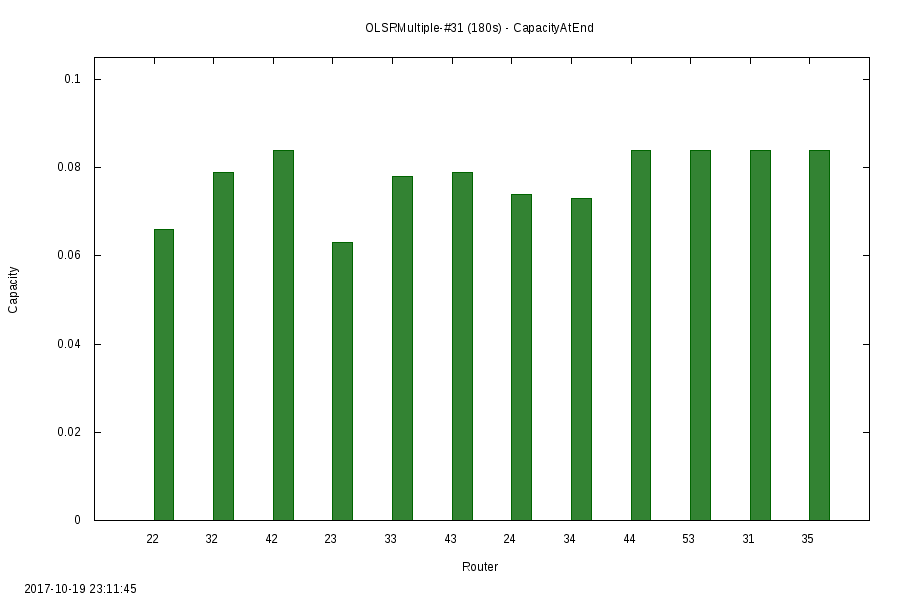 OLSRMultiple-#31 (180s) - CapacityAtEnd
0.1
0.08
0.06
0.04
0.02
0
Capacity
22 32 42 23 33 43 24 34 44 53 31 35
Router
2017-10-19 23:11:45